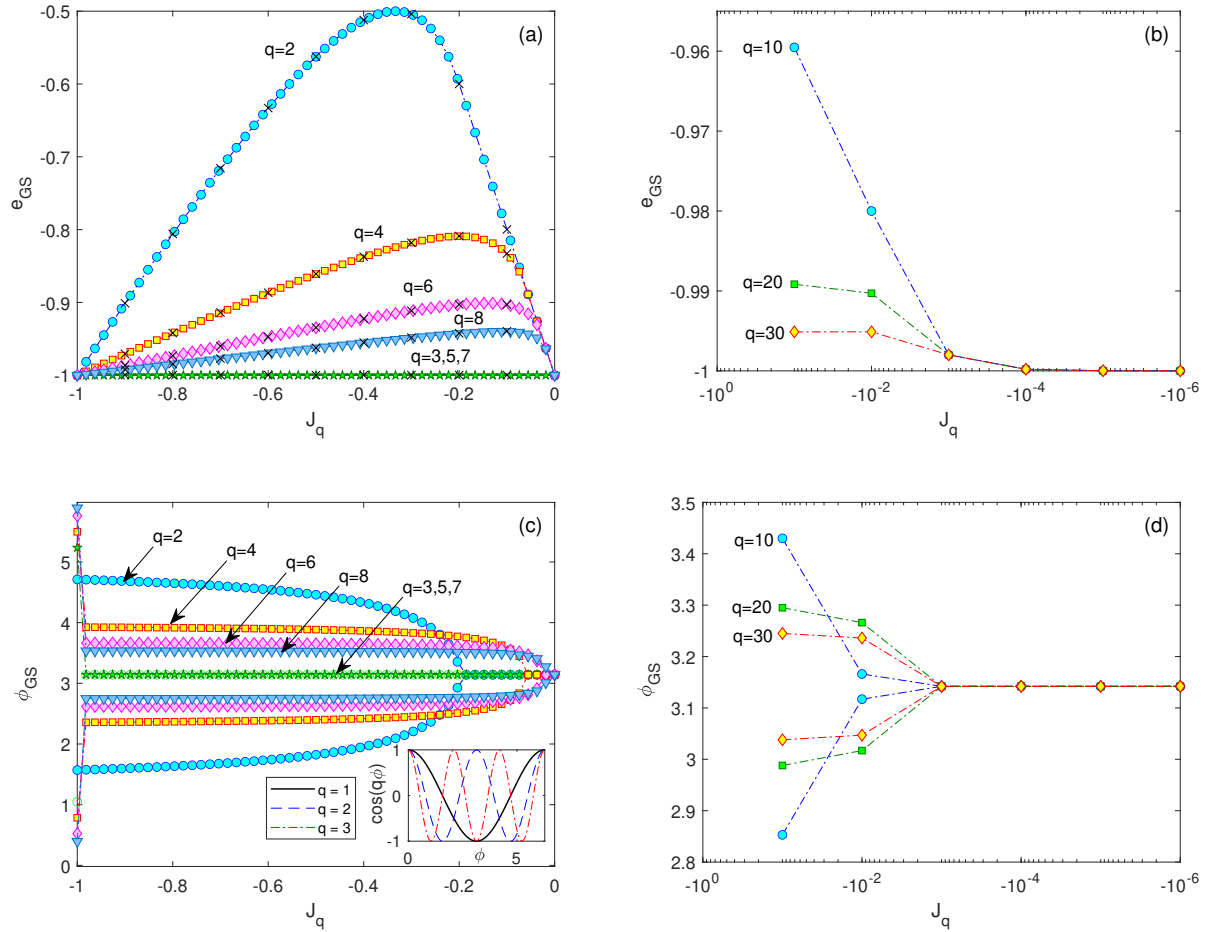 (a)
q=2
q=4
q=6
q=8
q=3,5,7
-0.5
-0.6
-0.7
-0.8
-0.9
-1
e_GS
-1 -0.8 -0.6 -0.4 -0.2 0
J_q
(b)
q=10
q=20
q=30
-0.96
-0.97
-0.98
-0.99
-1
e_GS
-10^0 -10^-2 -10^-4 -10^-6
J_q
(c)
q=2
q=4
q=6
q=8
q=3,5,7
5
4
3
2
1
0
ϕ_GS
-1 -0.8 -0.6 -0.4 -0.2 0
J_q
q = 1
q = 2
q = 3
1
0
-1
cos(qϕ)
0 5
ϕ
(d)
q=10
q=20
q=30
3.5
3.4
3.3
3.2
3.1
3
2.9
2.8
ϕ_GS
-10^0 -10^-2 -10^-4 -10^-6
J_q